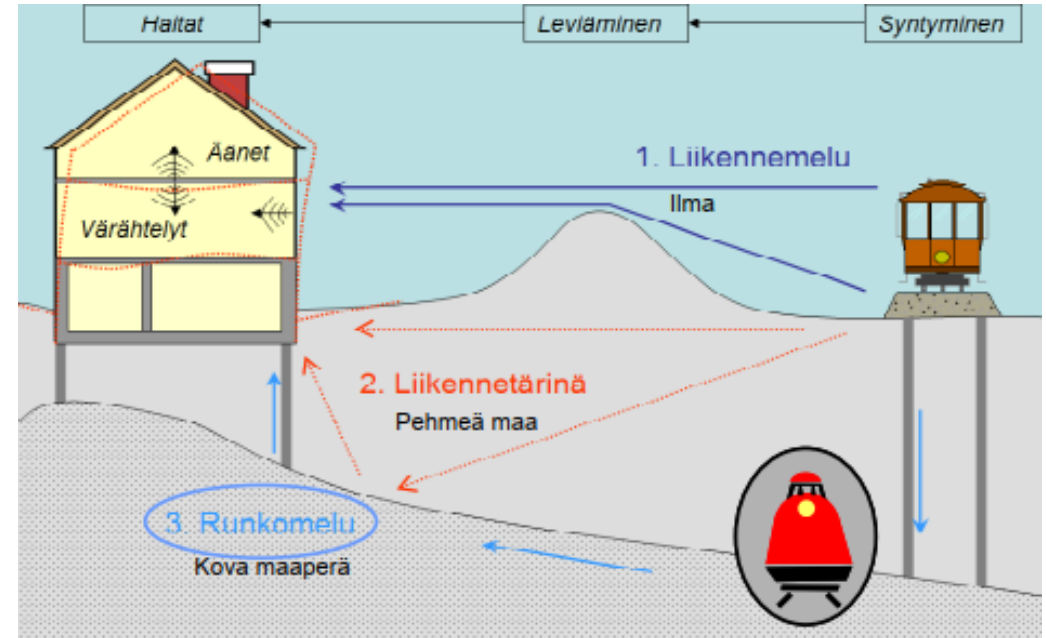 Haitat
Leviäminen
Syntyminen
Äänet
Värähtelyt
1. Liikennemelu
Ilma
2. Liikennetärinä
Pehmeä maa
3. Runkomelu
Kova maaperä